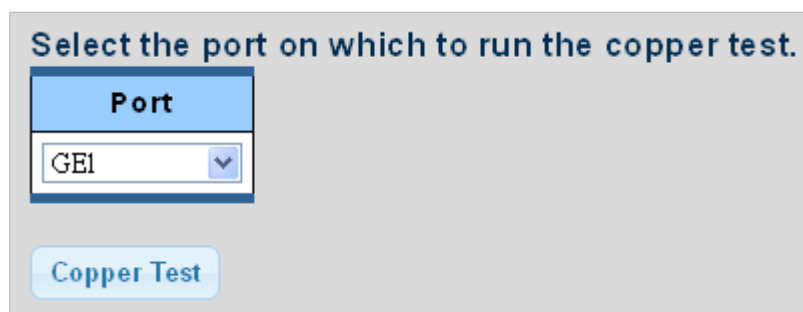 Select the port on which to run the copper test.
Port
GE1
Copper Test